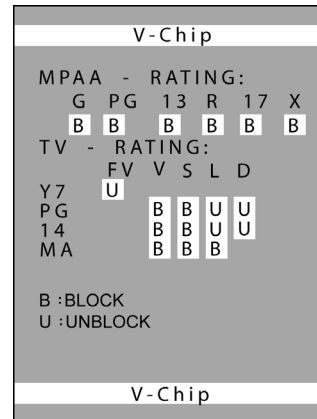 V-Chip
MPAA - RATING:
G PG 13 R 17 X
B B B B B B
TV - RATING:
FV V S L D
Y7 U
PG B B U U
14 B B U U
MA B B B
B :BLOCK
U :UNBLOCK
V-Chip